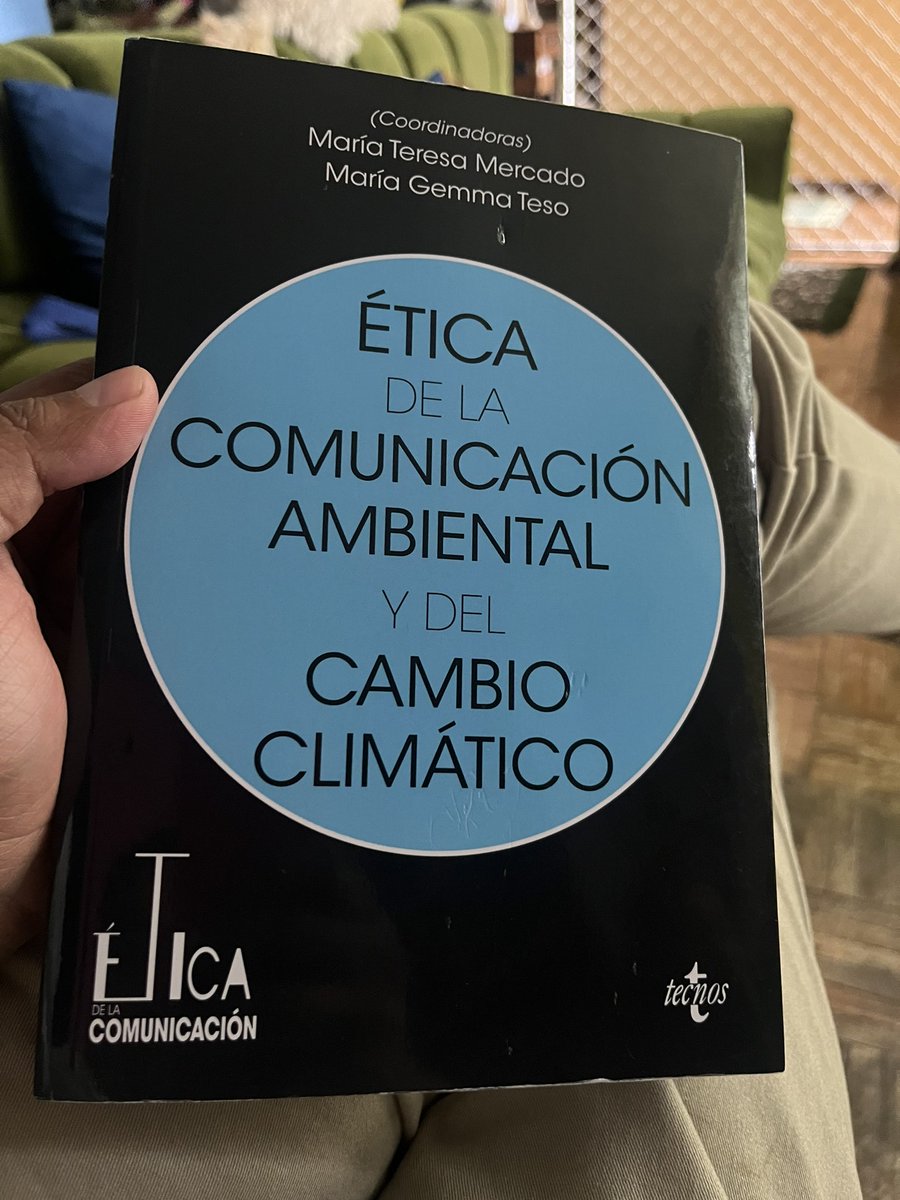 (Coordinadoras)
María Teresa Mercado
María Gemma Teso
ÉTICA
DE LA
COMUNICACIÓN
AMBIENTAL
Y DEL
CAMBIO
CLIMÁTICO
ÉTICA
DE LA
COMUNICACIÓN
tecnos